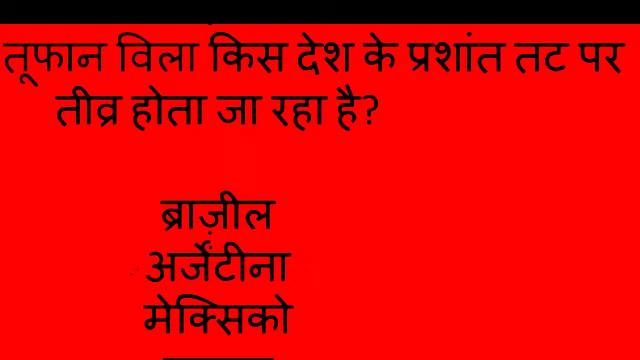 तूफान विला किस देश के प्रशांत तट पर
तीव्र होता जा रहा है?
ब्राज़ील
अर्जेंटीना
मेक्सिको